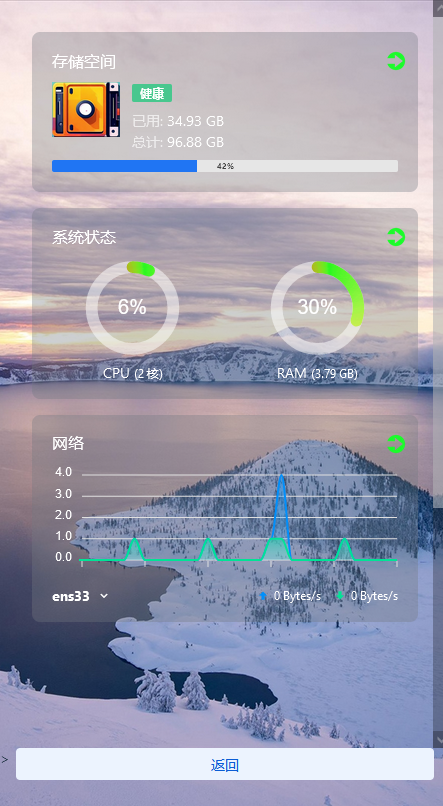 存储空间
健康
已用: 34.93 GB
总计: 96.88 GB
42%
系统状态
6%
30%
CPU (2 核)
RAM (3.79 GB)
网络
4.0
3.0
2.0
1.0
0.0
ens33
0 Bytes/s
0 Bytes/s
>
返回